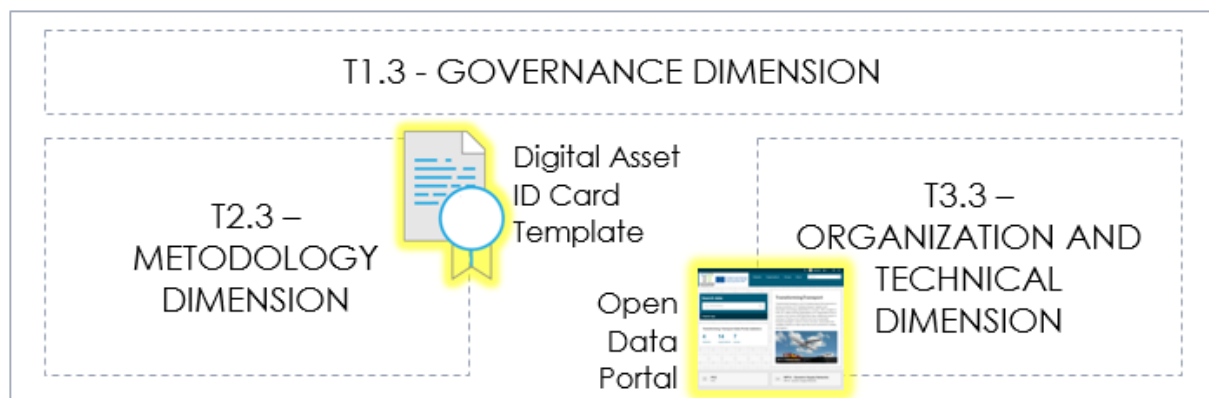 T1.3 - GOVERNANCE DIMENSION
T2.3 –
METODOLOGY
DIMENSION
Digital Asset
ID Card
Template
Open
Data
Portal
TransformingTransport
T3.3 –
ORGANIZATION AND
TECHNICAL
DIMENSION